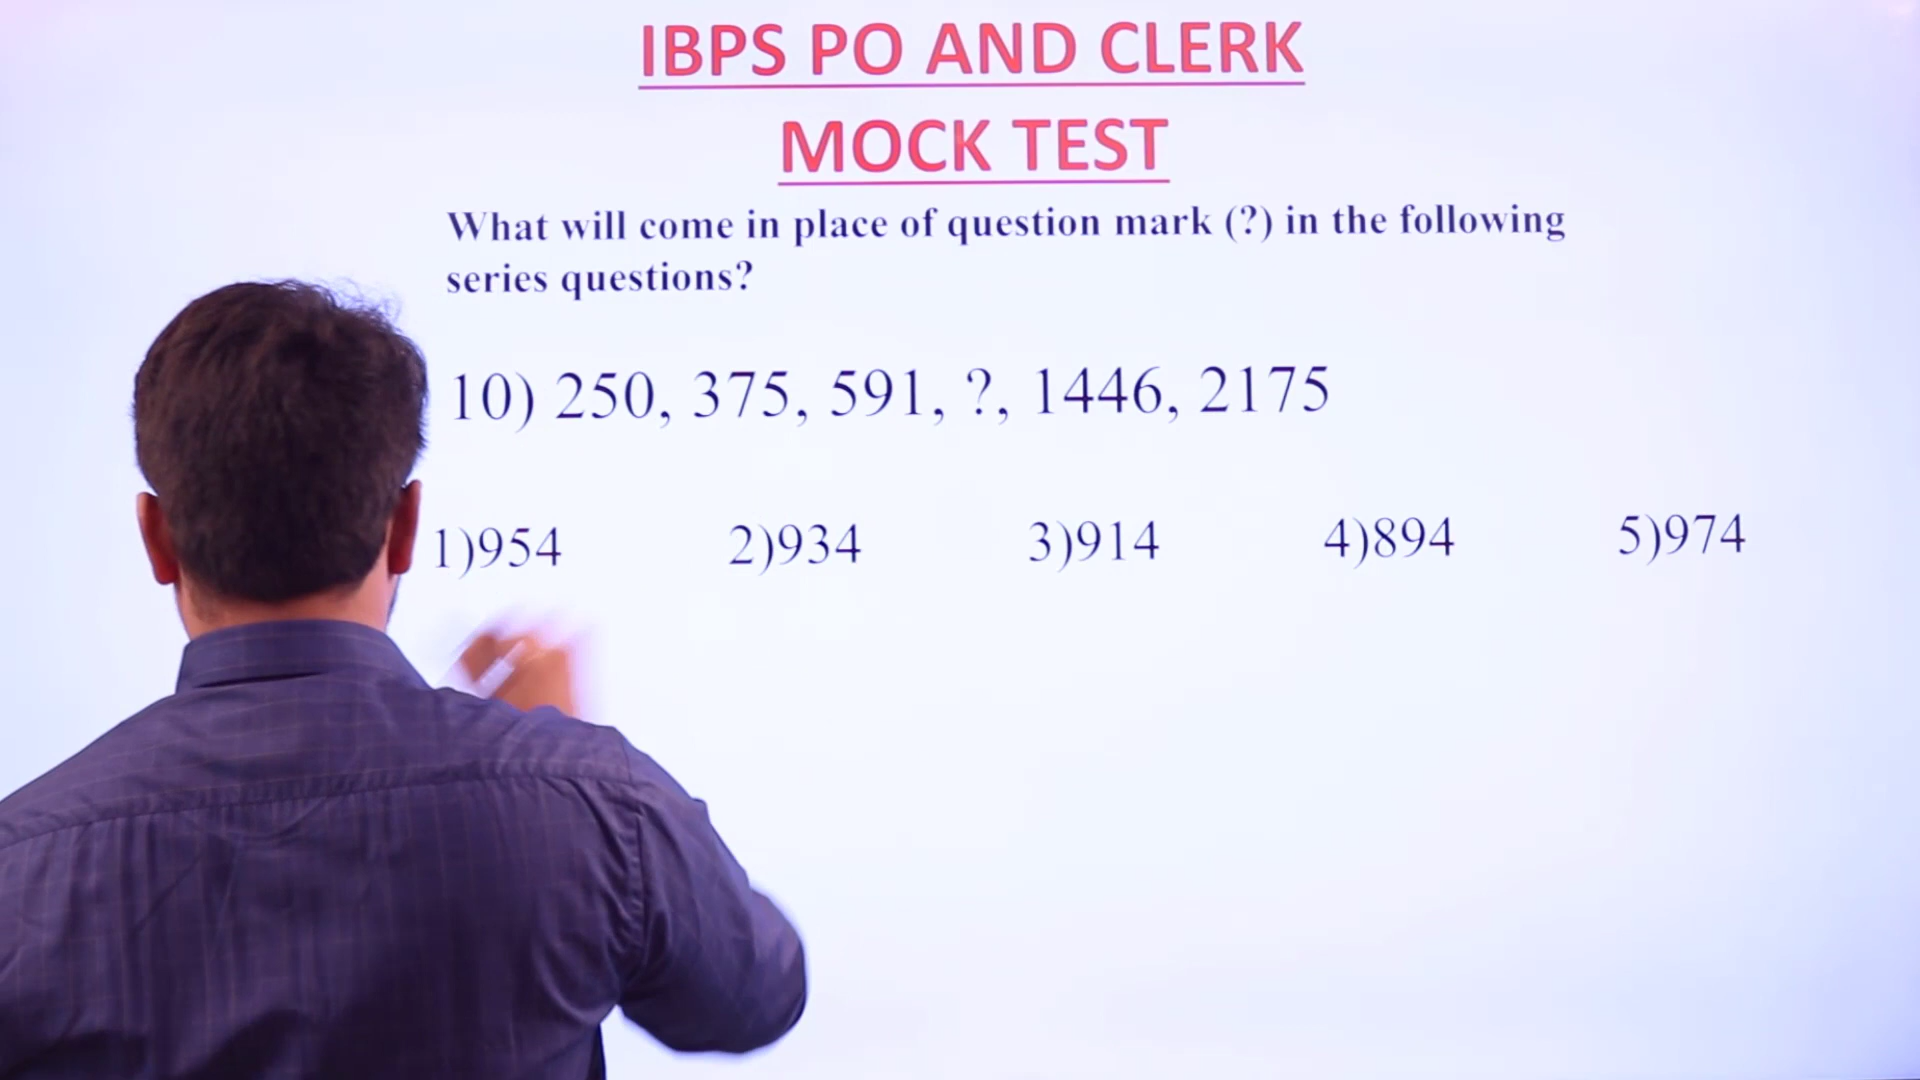 IBPS PO AND CLERK
MOCK TEST
What will come in place of question mark (?) in the following
series questions?
10) 250, 375, 591, ?, 1446, 2175
1)954 2)934 3)914 4)894 5)974